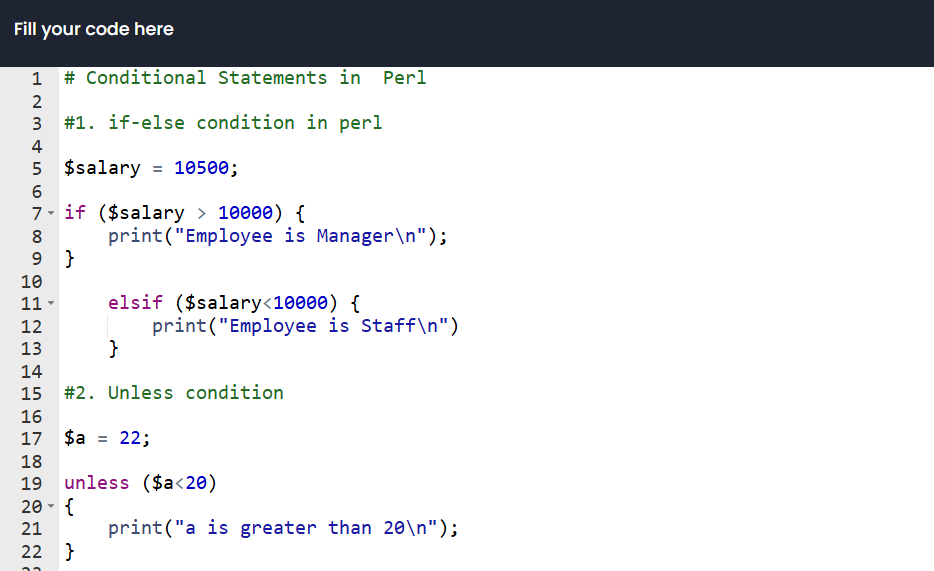 Fill your code here
1 # Conditional Statements in  Perl
2
3 #1. if-else condition in perl
4
5 $salary = 10500;
6
7 if ($salary > 10000) {
8     print("Employee is Manager\n");
9 }
10
11     elsif ($salary<10000) {
12         print("Employee is Staff\n")
13     }
14
15 #2. Unless condition
16
17 $a = 22;
18
19 unless ($a<20)
20 {
21     print("a is greater than 20\n");
22 }